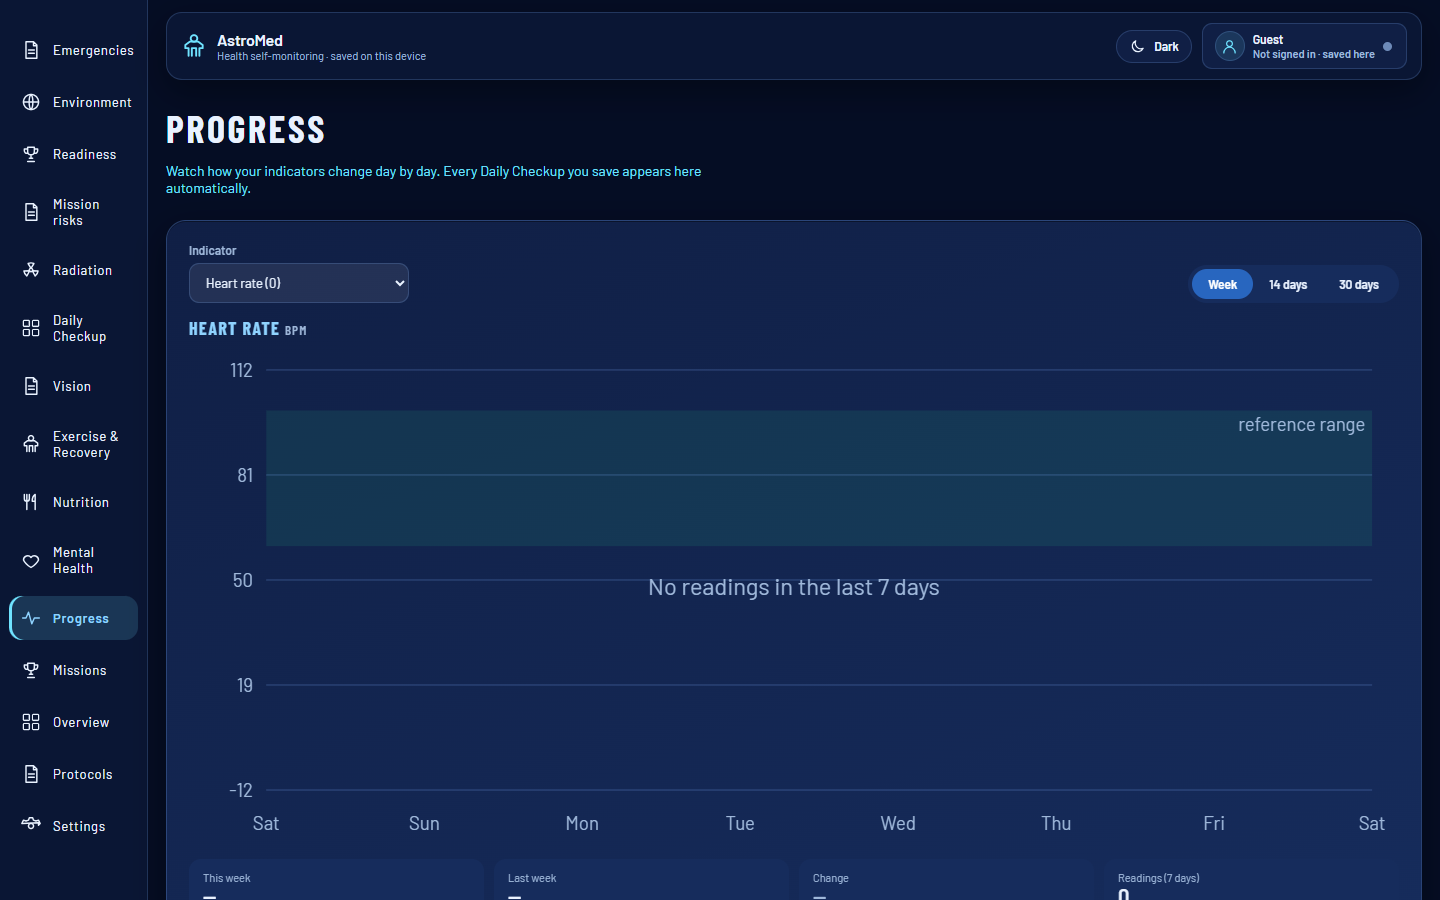 Emergencies
Environment
Readiness
Mission
risks
Radiation
Daily
Checkup
Vision
Exercise &
Recovery
Nutrition
Mental
Health
Progress
Missions
Overview
Protocols
Settings
AstroMed
Health self-monitoring · saved on this device
Dark
Guest
Not signed in · saved here
PROGRESS
Watch how your indicators change day by day. Every Daily Checkup you save appears here
automatically.
Indicator
Heart rate (0)
Week
14 days
30 days
HEART RATE BPM
112
reference range
81
50
No readings in the last 7 days
19
-12
Sat
Sun
Mon
Tue
Wed
Thu
Fri
Sat
This week
Last week
Change
Readings (7 days)
0